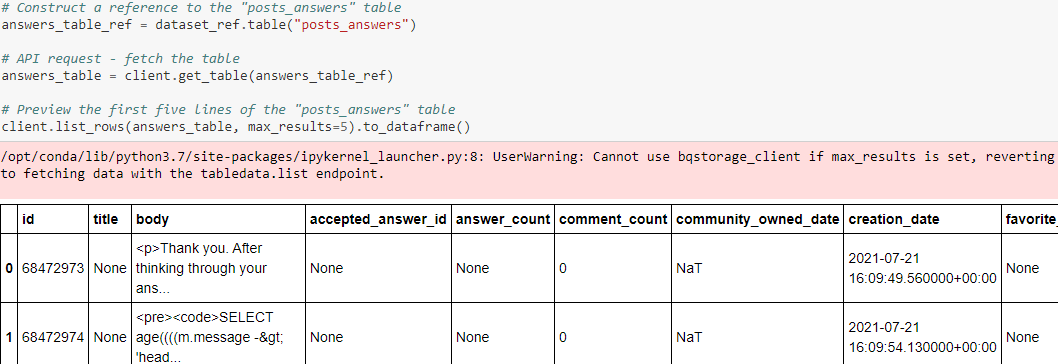 # Construct a reference to the "posts_answers" table
answers_table_ref = dataset_ref.table("posts_answers")
# API request - fetch the table
answers_table = client.get_table(answers_table_ref)
# Preview the first five lines of the "posts_answers" table
client.list_rows(answers_table, max_results=5).to_dataframe()
/opt/conda/lib/python3.7/site-packages/ipykernel_launcher.py:8: UserWarning: Cannot use bqstorage_client if max_results is set, reverting
to fetching data with the tabledata.list endpoint.
id title body accepted_answer_id answer_count comment_count community_owned_date creation_date favorite_
<p>Thank you. After
0 68472973 None thinking through your None None 0 NaT 2021-07-21 None
ans... 16:09:49.560000+00:00
<pre><code>SELECT
1 68472974 None age((((m.message -&gt; None None 0 NaT 2021-07-21 None
'head... 16:09:54.130000+00:00